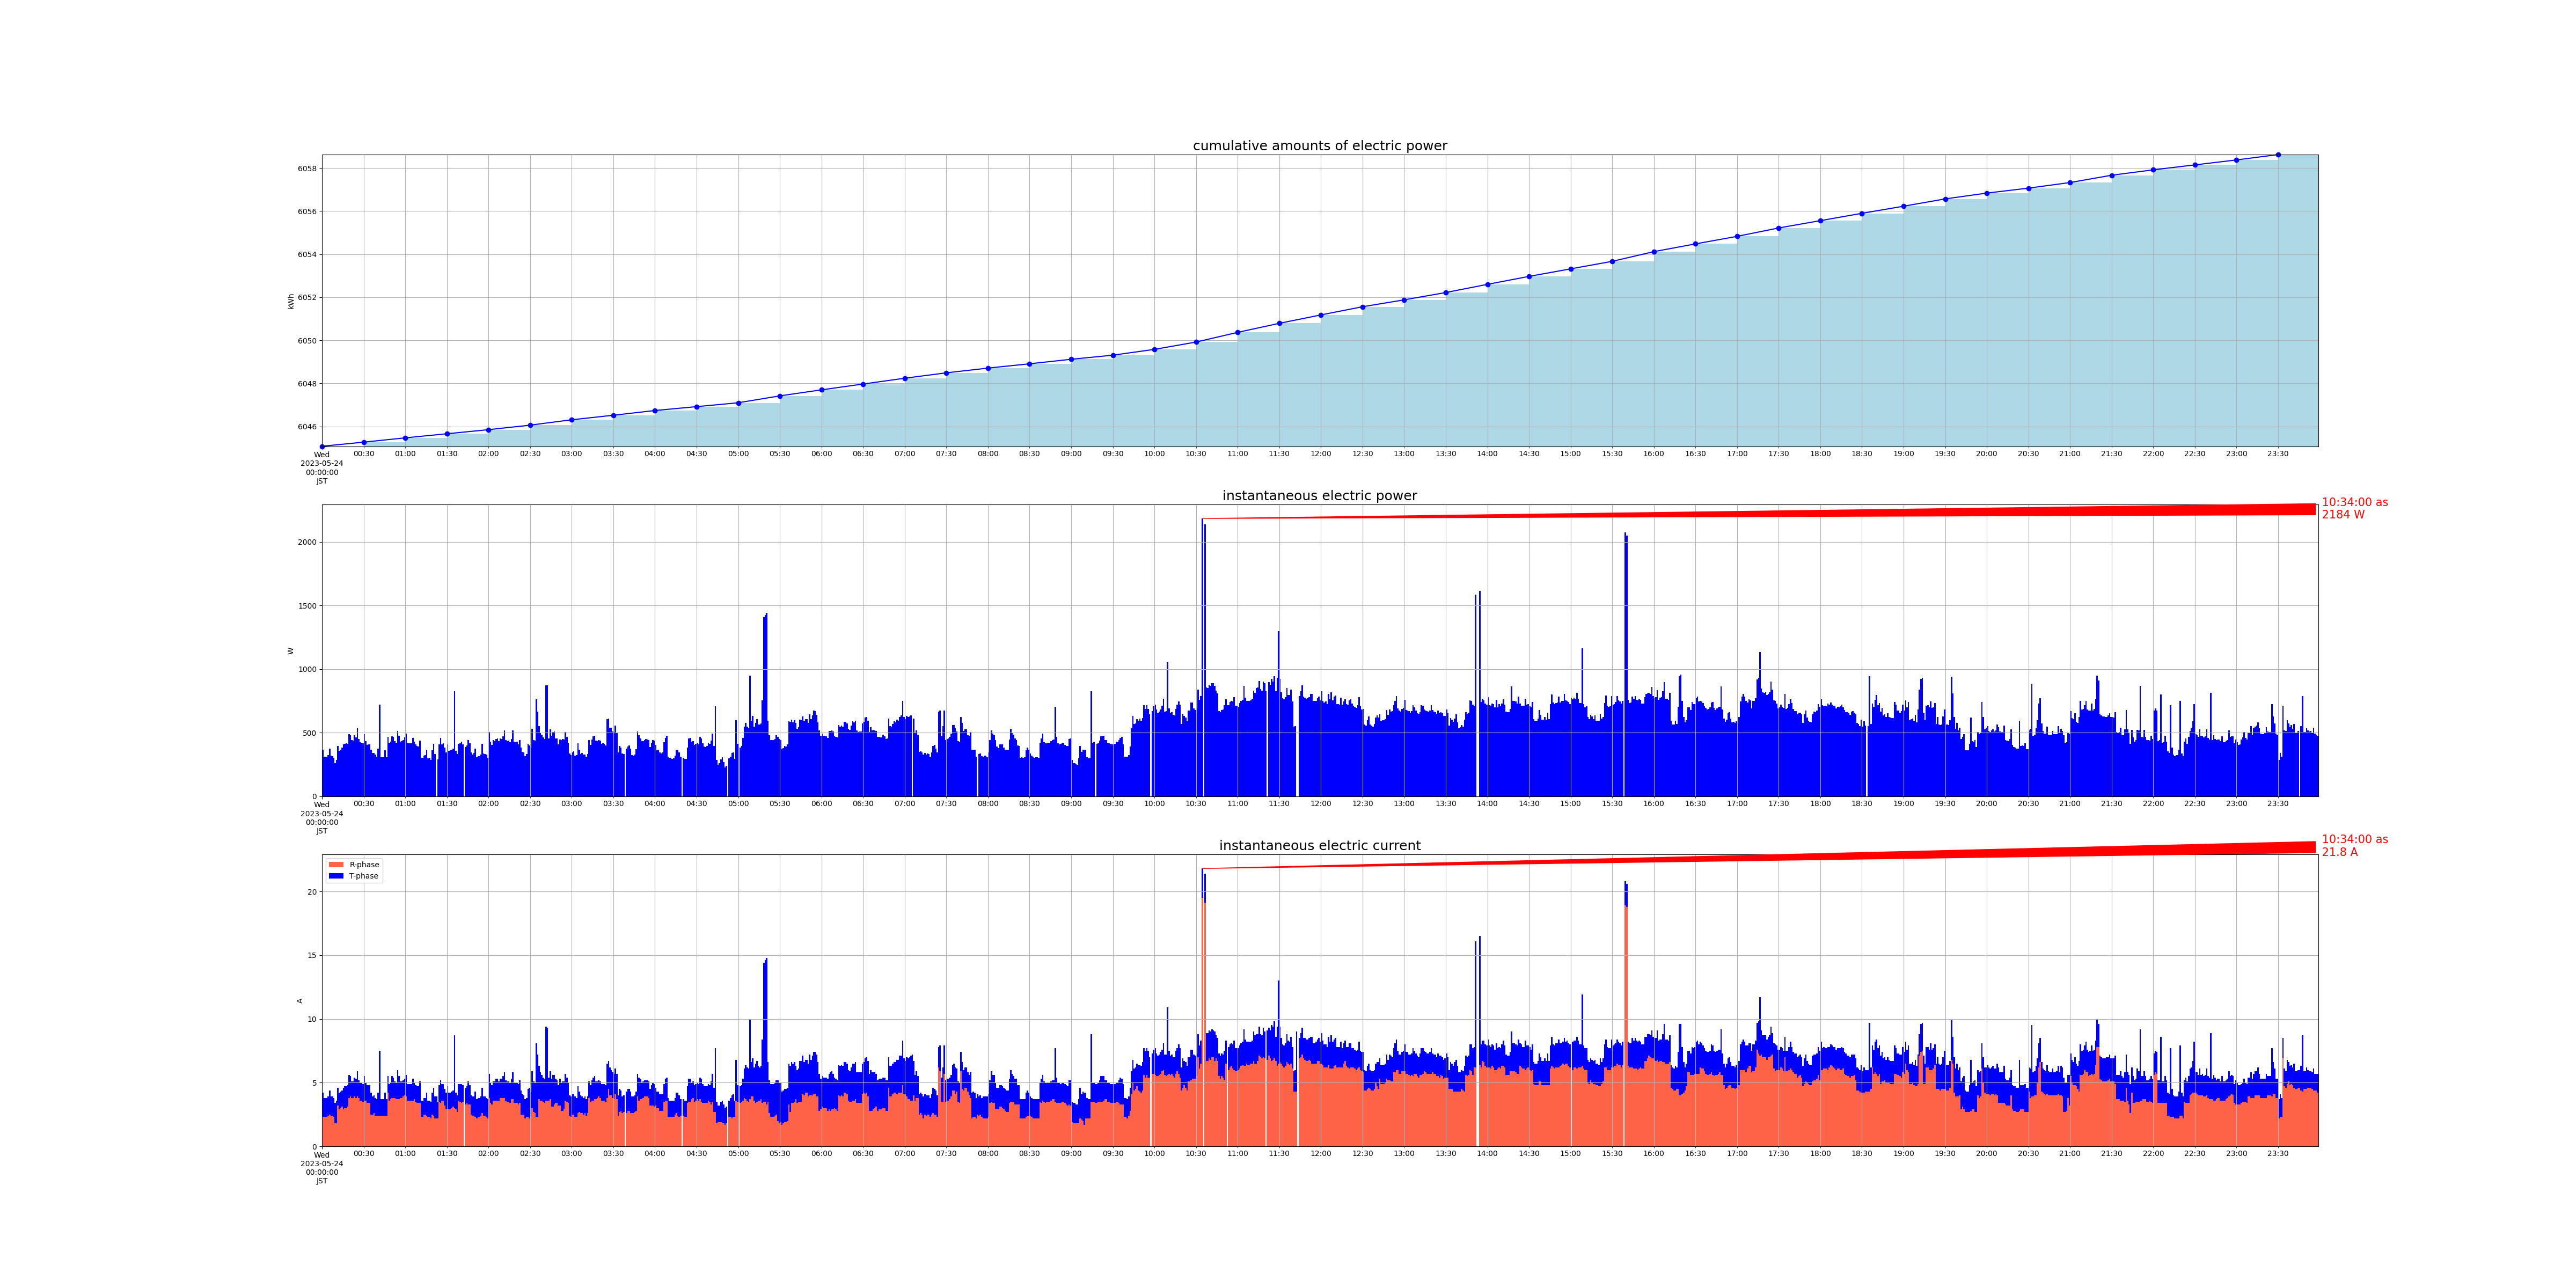 cumulative amounts of electric power
6058
6056
6054
6052
6050
6048
6046
kWh
00:30 01:00 01:30 02:00 02:30 03:00 03:30 04:00 04:30 05:00 05:30 06:00 06:30 07:00 07:30 08:00 08:30 09:00 09:30 10:00 10:30 11:00 11:30 12:00 12:30 13:00 13:30 14:00 14:30 15:00 15:30 16:00 16:30 17:00 17:30 18:00 18:30 19:00 19:30 20:00 20:30 21:00 21:30 22:00 22:30 23:00 23:30
Wed
2023-05-24
00:00:00
JST
instantaneous electric power
10:34:00 as
2184 W
2000
1500
1000
500
0
W
00:30 01:00 01:30 02:00 02:30 03:00 03:30 04:00 04:30 05:00 05:30 06:00 06:30 07:00 07:30 08:00 08:30 09:00 09:30 10:00 10:30 11:00 11:30 12:00 12:30 13:00 13:30 14:00 14:30 15:00 15:30 16:00 16:30 17:00 17:30 18:00 18:30 19:00 19:30 20:00 20:30 21:00 21:30 22:00 22:30 23:00 23:30
Wed
2023-05-24
00:00:00
JST
instantaneous electric current
10:34:00 as
21.8 A
R-phase
T-phase
20
15
10
5
0
A
00:30 01:00 01:30 02:00 02:30 03:00 03:30 04:00 04:30 05:00 05:30 06:00 06:30 07:00 07:30 08:00 08:30 09:00 09:30 10:00 10:30 11:00 11:30 12:00 12:30 13:00 13:30 14:00 14:30 15:00 15:30 16:00 16:30 17:00 17:30 18:00 18:30 19:00 19:30 20:00 20:30 21:00 21:30 22:00 22:30 23:00 23:30
Wed
2023-05-24
00:00:00
JST